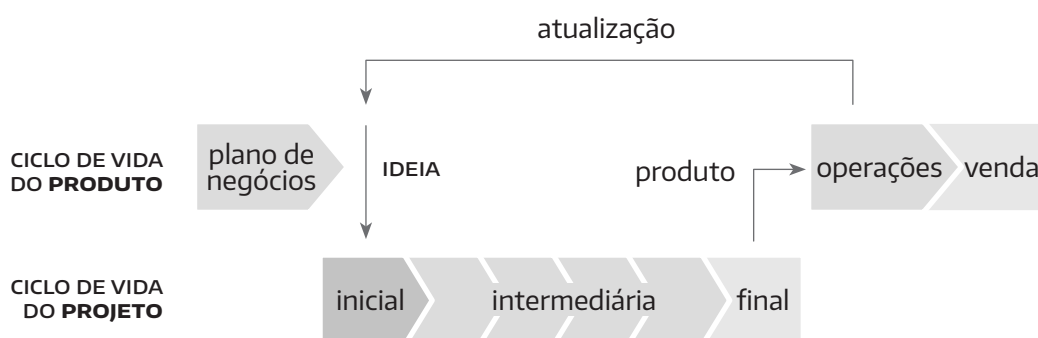 atualização
CICLO DE VIDA
DO PRODUTO
plano de
negócios
IDEIA
produto
operações
venda
CICLO DE VIDA
DO PROJETO
inicial
intermediária
final